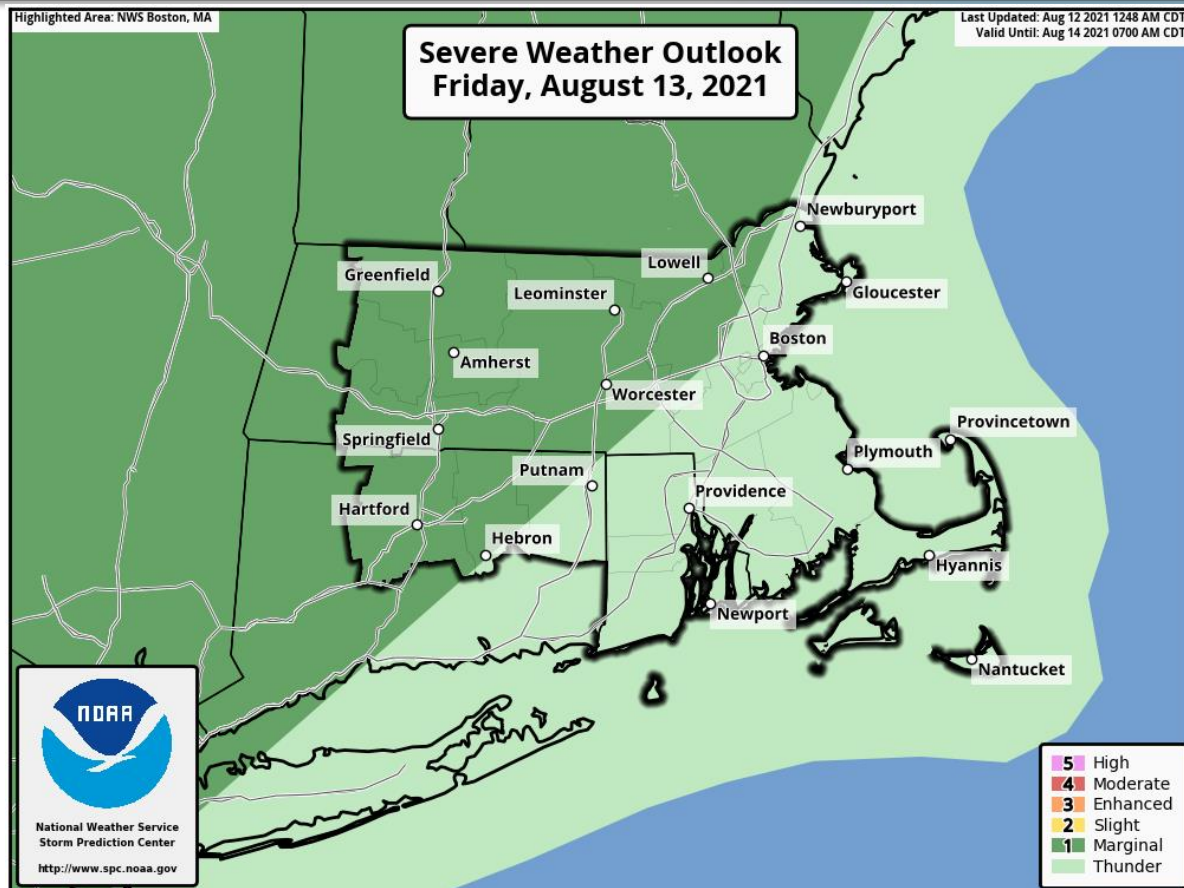 Highlighted Area: NWS Boston, MA
Last Updated: Aug 12 2021 1248 AM CDT
Valid Until: Aug 14 2021 0700 AM CDT
Severe Weather Outlook
Friday, August 13, 2021
Newburyport
Lowell
Greenfield
Leominster
Gloucester
Boston
Amherst
Worcester
Provincetown
Springfield
Plymouth
Putnam
Providence
Hartford
Hebron
Hyannis
Newport
Nantucket
NOAA
National Weather Service
Storm Prediction Center
http://www.spc.noaa.gov
5 High
4 Moderate
3 Enhanced
2 Slight
1 Marginal
Thunder